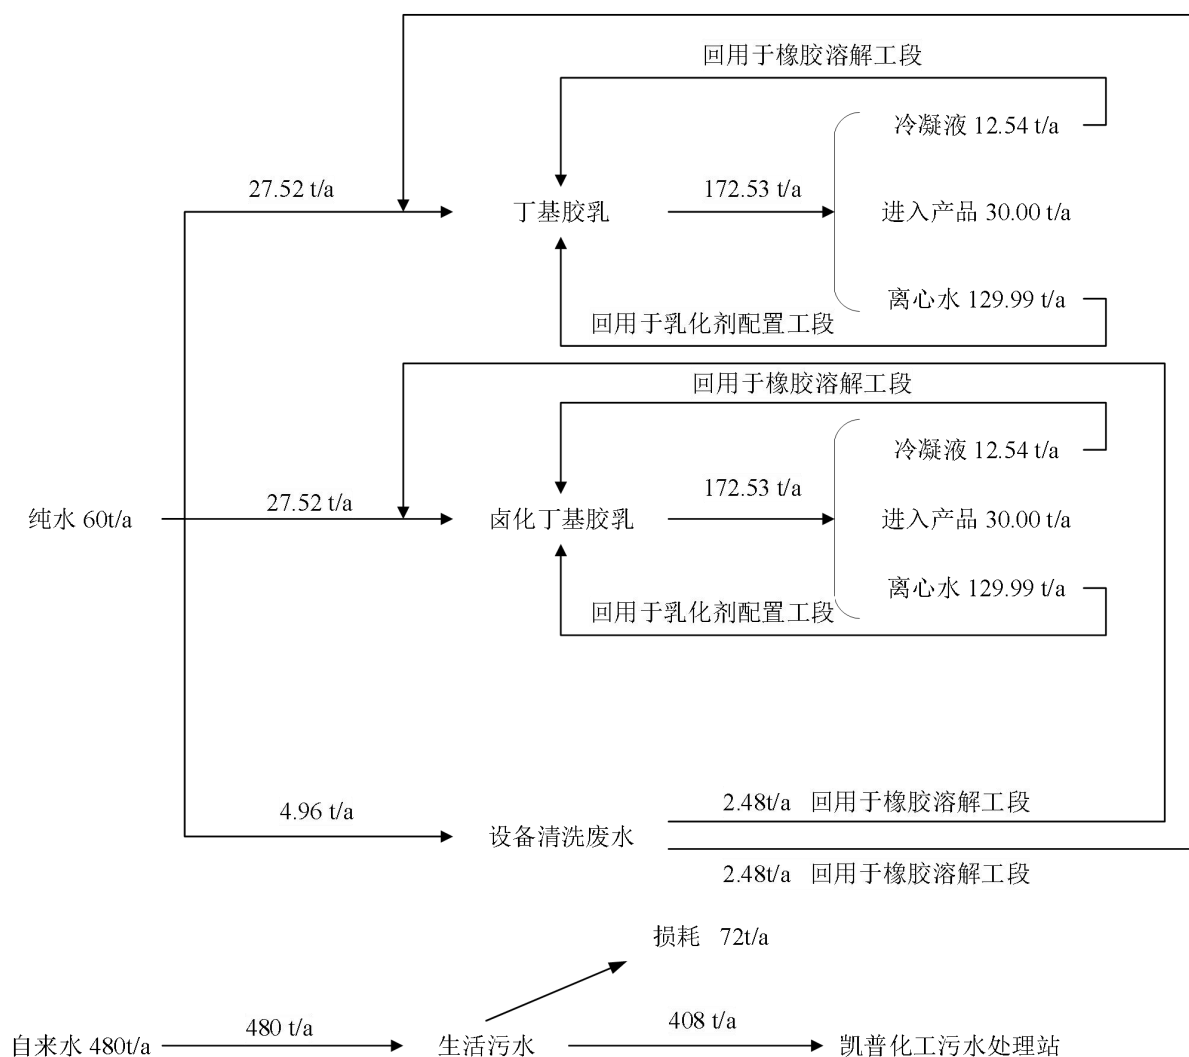 回用于橡胶溶解工段
冷凝液 12.54 t/a
27.52 t/a
172.53 t/a
丁基胶乳
进入产品 30.00 t/a
离心水 129.99 t/a
回用于乳化剂配置工段
回用于橡胶溶解工段
冷凝液 12.54 t/a
27.52 t/a
172.53 t/a
纯水 60t/a
卤化丁基胶乳
进入产品 30.00 t/a
离心水 129.99 t/a
回用于乳化剂配置工段
4.96 t/a
2.48t/a 回用于橡胶溶解工段
设备清洗废水
2.48t/a 回用于橡胶溶解工段
损耗 72t/a
480 t/a
408 t/a
自来水 480t/a
生活污水
凯普化工污水处理站